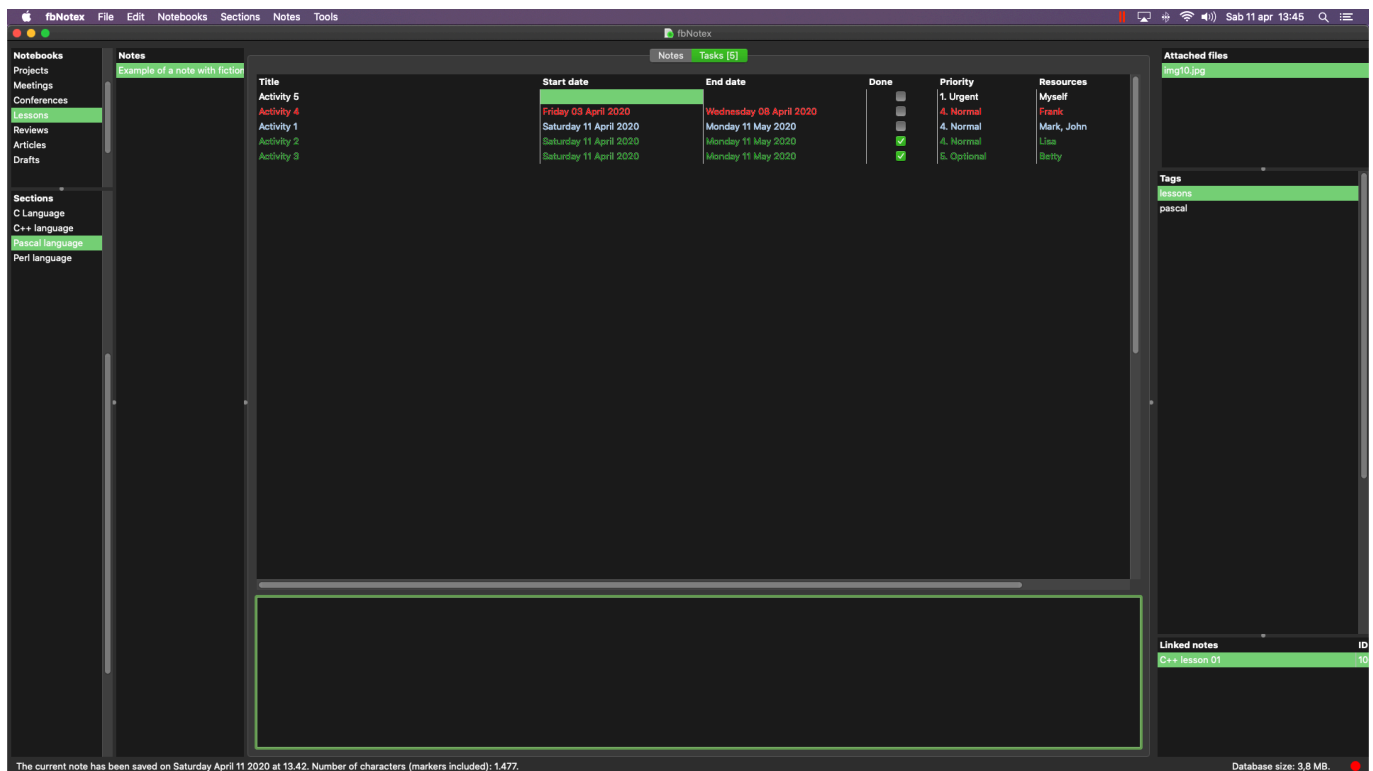 fbNotex File Edit Notebooks Sections Notes Tools Sab 11 apr 13:45
fbNotex
Notebooks
Projects
Meetings
Conferences
Lessons
Reviews
Articles
Drafts
Sections
C Language
C++ language
Pascal language
Perl language
Notes
Example of a note with fiction
Notes Tasks [5]
Title Start date End date Done Priority Resources
Activity 5 1. Urgent Myself
Activity 4 Friday 03 April 2020 Wednesday 08 April 2020 4. Normal Frank
Activity 1 Saturday 11 April 2020 Monday 11 May 2020 4. Normal Mark, John
Activity 2 Saturday 11 April 2020 Monday 11 May 2020 4. Normal Lisa
Activity 3 Saturday 11 April 2020 Monday 11 May 2020 5. Optional Betty
Attached files
img10.jpg
Tags
lessons
pascal
Linked notes ID
C++ lesson 01 10
The current note has been saved on Saturday April 11 2020 at 13.42. Number of characters (markers included): 1.477. Database size: 3,8 MB.